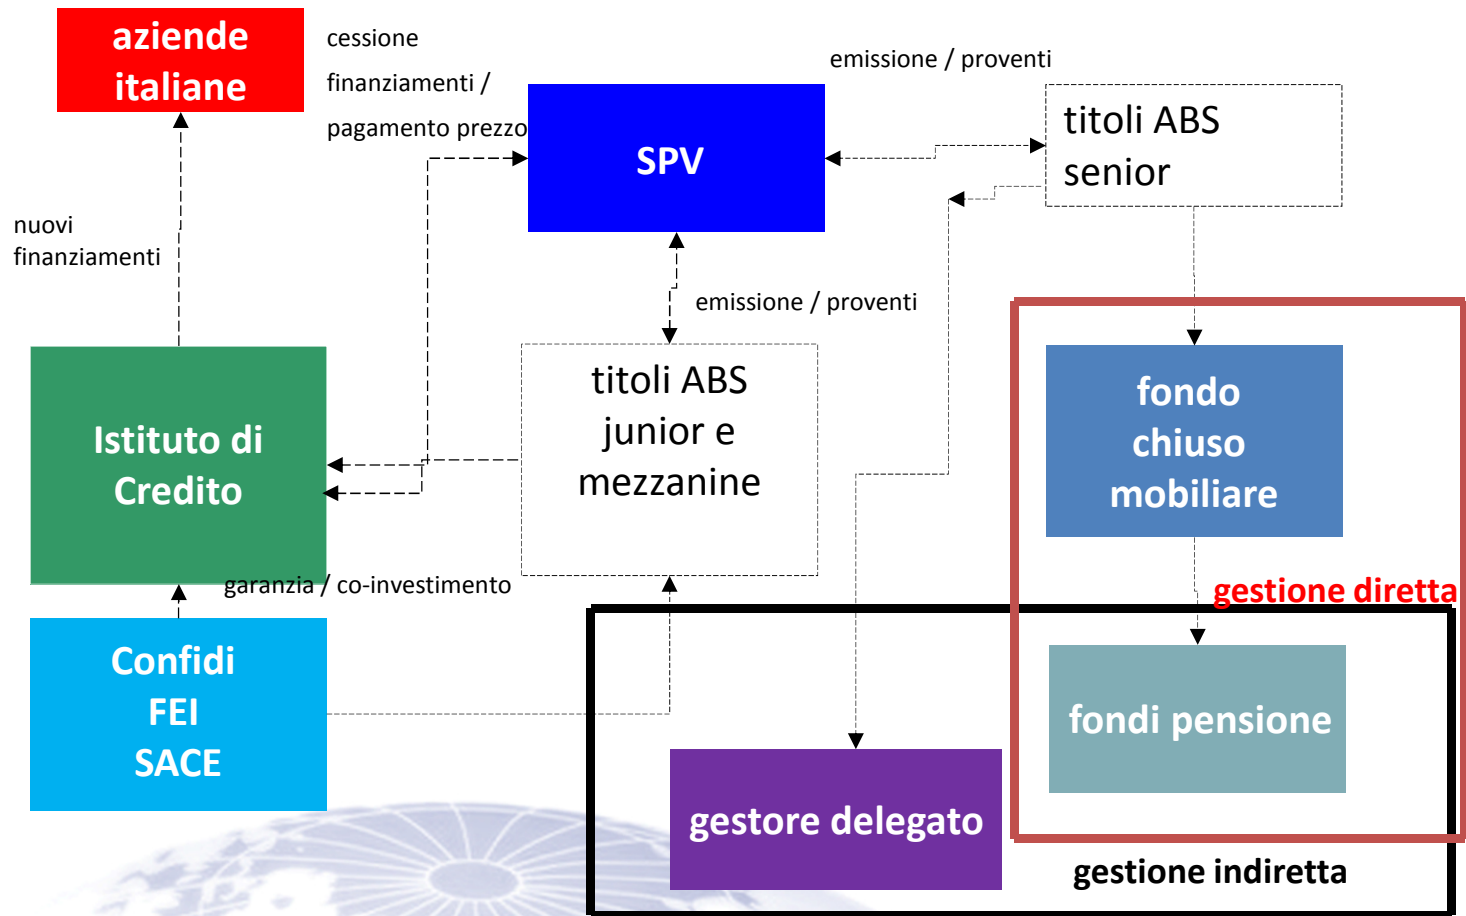 aziende
italiane
cessione
finanziamenti /
pagamento prezzo
emissione / proventi
SPV
titoli ABS
senior
nuovi
finanziamenti
emissione / proventi
Istituto di
Credito
titoli ABS
junior e
mezzanine
fondo
chiuso
mobiliare
garanzia / co-investimento
gestione diretta
Confidi
FEI
SACE
fondi pensione
gestore delegato
gestione indiretta